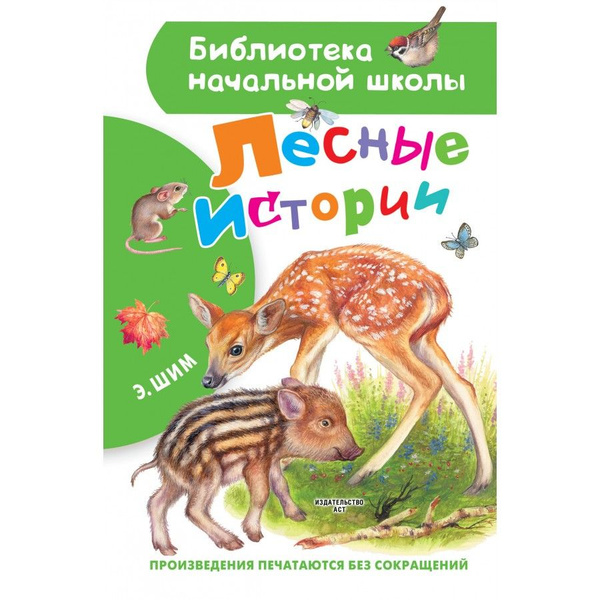 Библиотека
начальной школы
Лесные
истории
Э. ШИМ
ИЗДАТЕЛЬСТВО
АСТ
ПРОИЗВЕДЕНИЯ ПЕЧАТАЮТСЯ БЕЗ СОКРАЩЕНИЙ